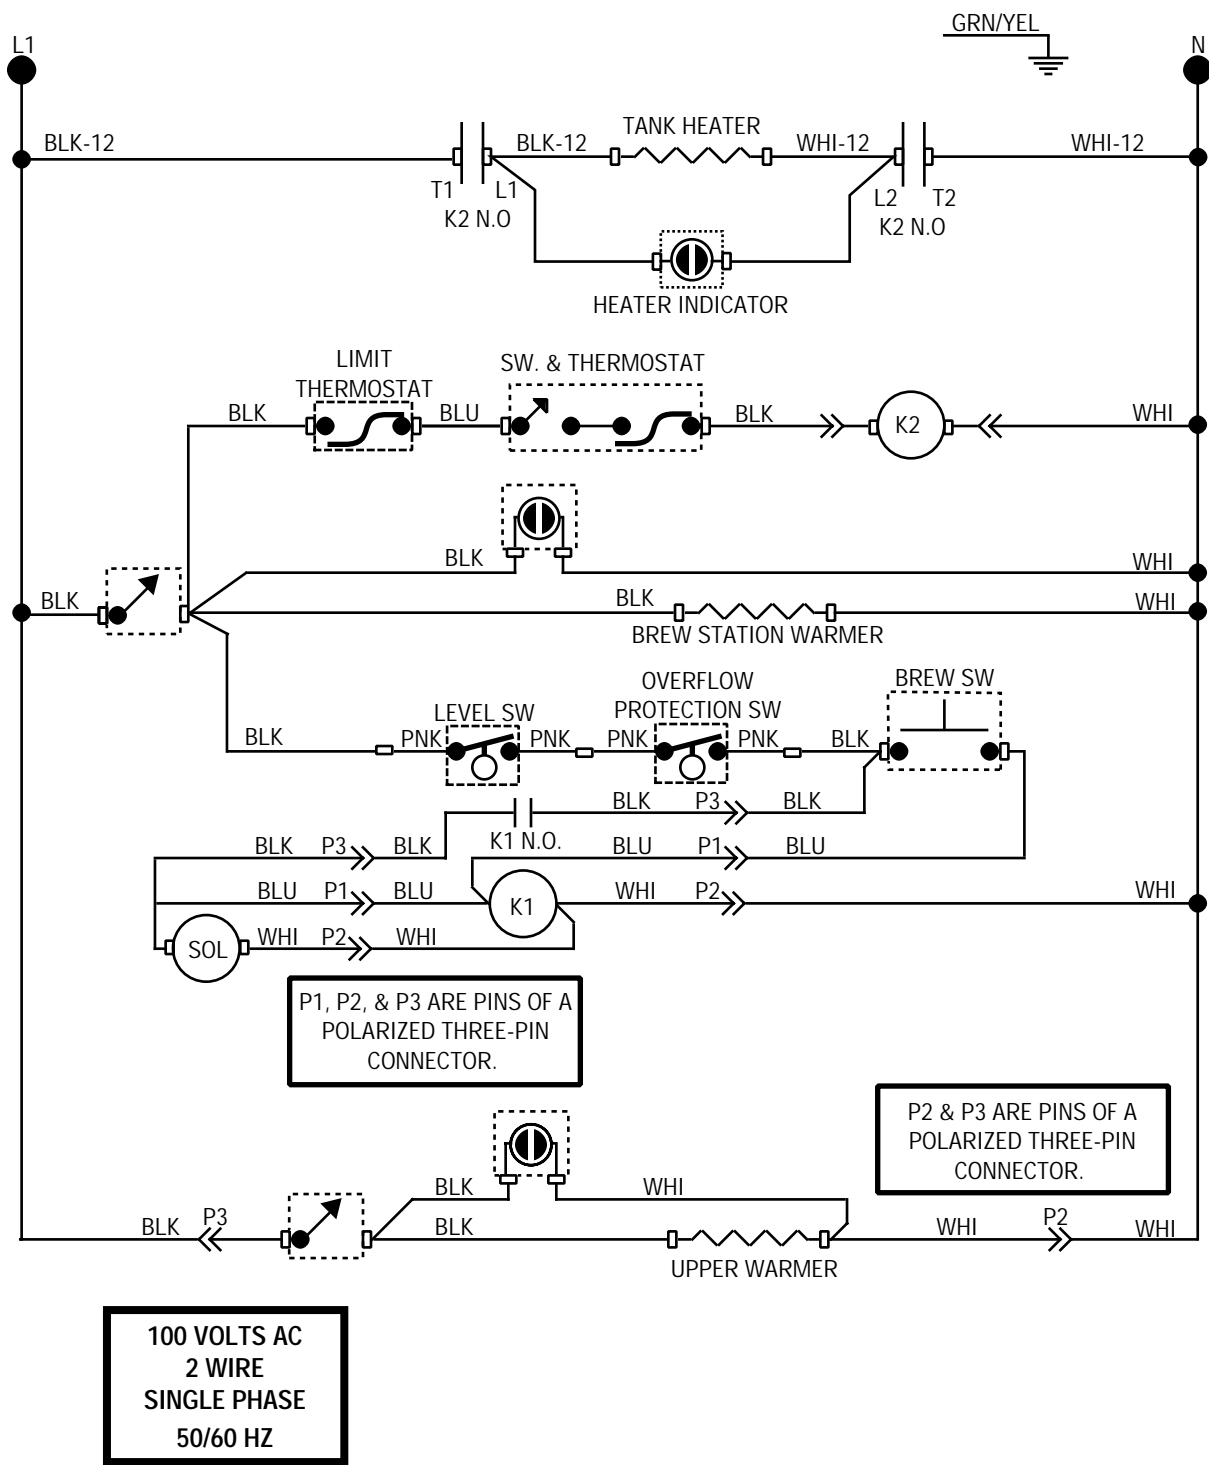 GRN/YEL
L1
N
BLK-12
BLK-12
TANK HEATER
WHI-12
WHI-12
T1
L1
K2 N.O
L2
T2
K2 N.O
HEATER INDICATOR
LIMIT
THERMOSTAT
SW. & THERMOSTAT
BLK
BLU
BLK
K2
WHI
BLK
WHI
BLK
BLK
WHI
BREW STATION WARMER
OVERFLOW
PROTECTION SW
BREW SW
LEVEL SW
BLK
PNK
PNK
PNK
PNK
BLK
BLK
P3
BLK
K1 N.O.
BLK
P3
BLK
BLU
P1
BLU
BLU
P1
BLU
K1
WHI
P2
WHI
SOL
WHI
P2
WHI
P1, P2, & P3 ARE PINS OF A
POLARIZED THREE-PIN
CONNECTOR.
P2 & P3 ARE PINS OF A
POLARIZED THREE-PIN
CONNECTOR.
BLK
WHI
BLK
P3
BLK
WHI
P2
WHI
UPPER WARMER
100 VOLTS AC
2 WIRE
SINGLE PHASE
50/60 HZ